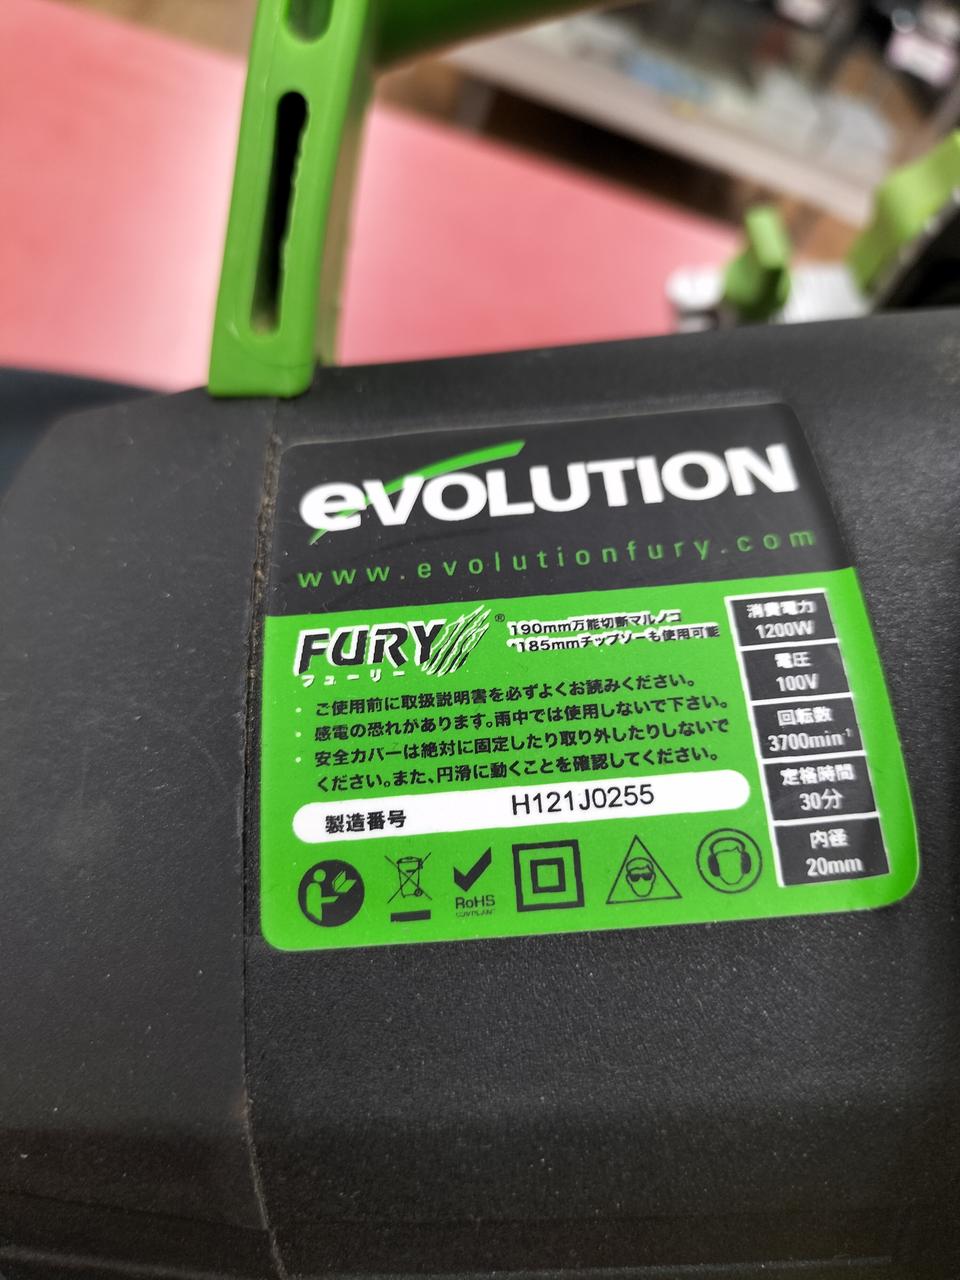 eVOLUTION
www.evolutionfury.com
FURY®
フューリー
190mm万能切断マルノコ
*185mmチップソーも使用可能
・ご使用前に取扱説明書を必ずよくお読みください。
・感電の恐れがあります。雨中では使用しないで下さい。
・安全カバーは絶対に固定したり取り外したりしないで
ください。また、円滑に動くことを確認してください。
製造番号 H121J0255
RoHS
COMPLIANT
消費電力
1200W
電圧
100V
回転数
3700min⁻¹
定格時間
30分
内径
20mm